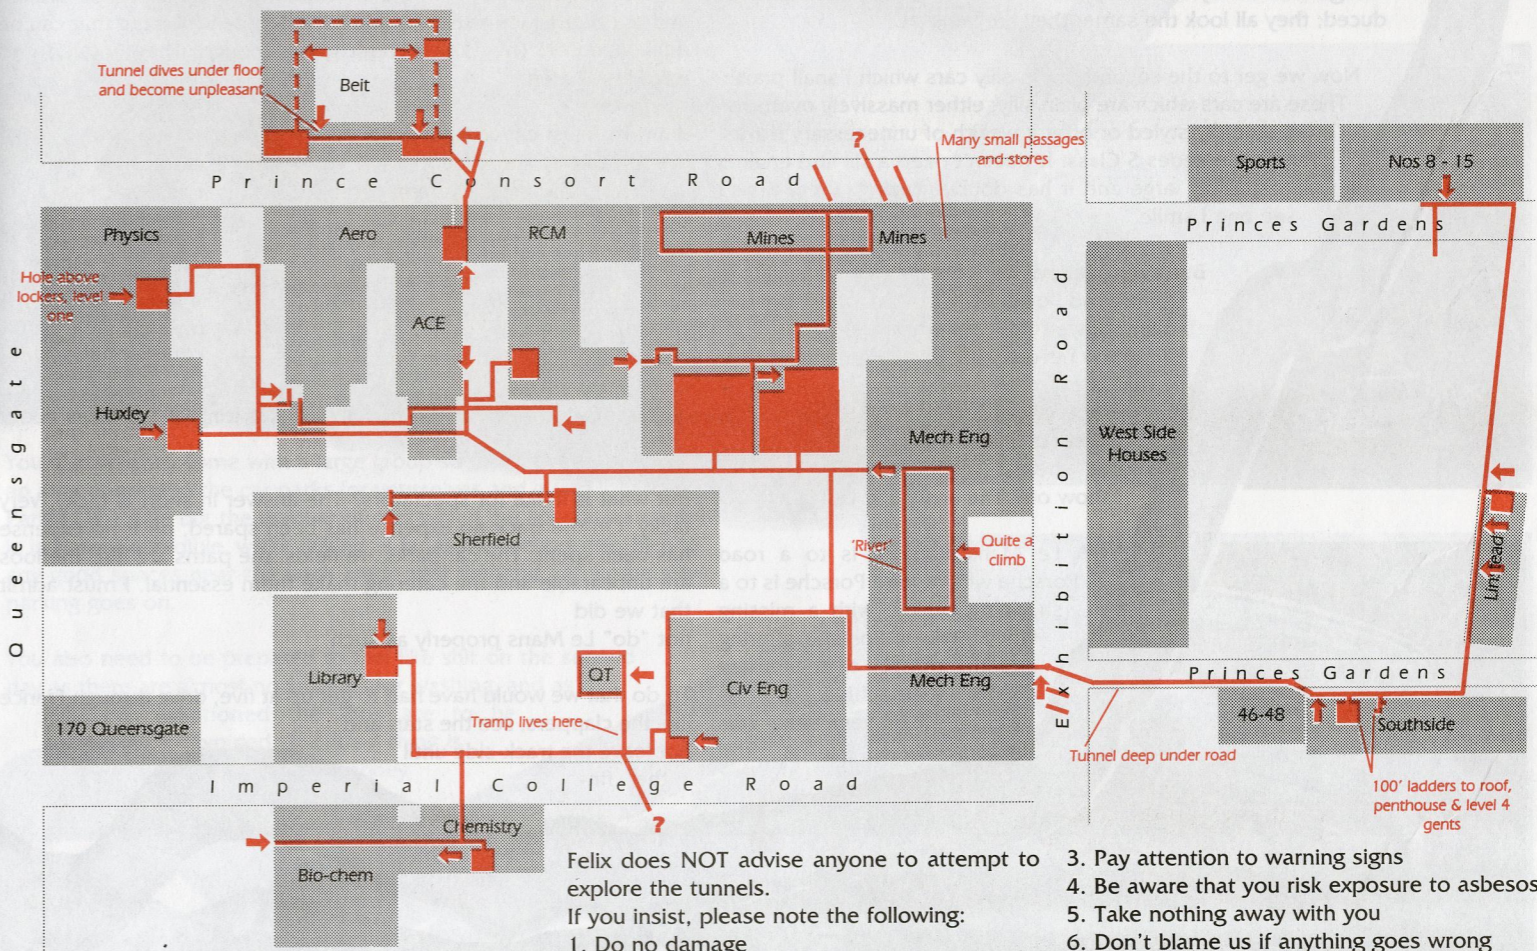 Tunnel dives under floor
and become unpleasant
Beit
?
Many small passages
and stores
Sports
Nos 8 - 15
Prince Consort Road
Princes Gardens
Physics
Aero
RCM
Mines
Mines
Hole above
lockers, level
one
ACE
Queensgate
Exhibition Road
Huxley
Mech Eng
West Side
Houses
Sherfield
'River'
Quite a
climb
Linstead
Library
QT
Civ Eng
Mech Eng
Princes Gardens
170 Queensgate
Tramp lives here
46-48
Southside
Tunnel deep under road
Imperial College Road
100' ladders to roof,
penthouse & level 4
gents
?
Chemistry
Bio-chem
Felix does NOT advise anyone to attempt to
explore the tunnels.
If you insist, please note the following:
1. Do no damage
3. Pay attention to warning signs
4. Be aware that you risk exposure to asbesos
5. Take nothing away with you
6. Don't blame us if anything goes wrong